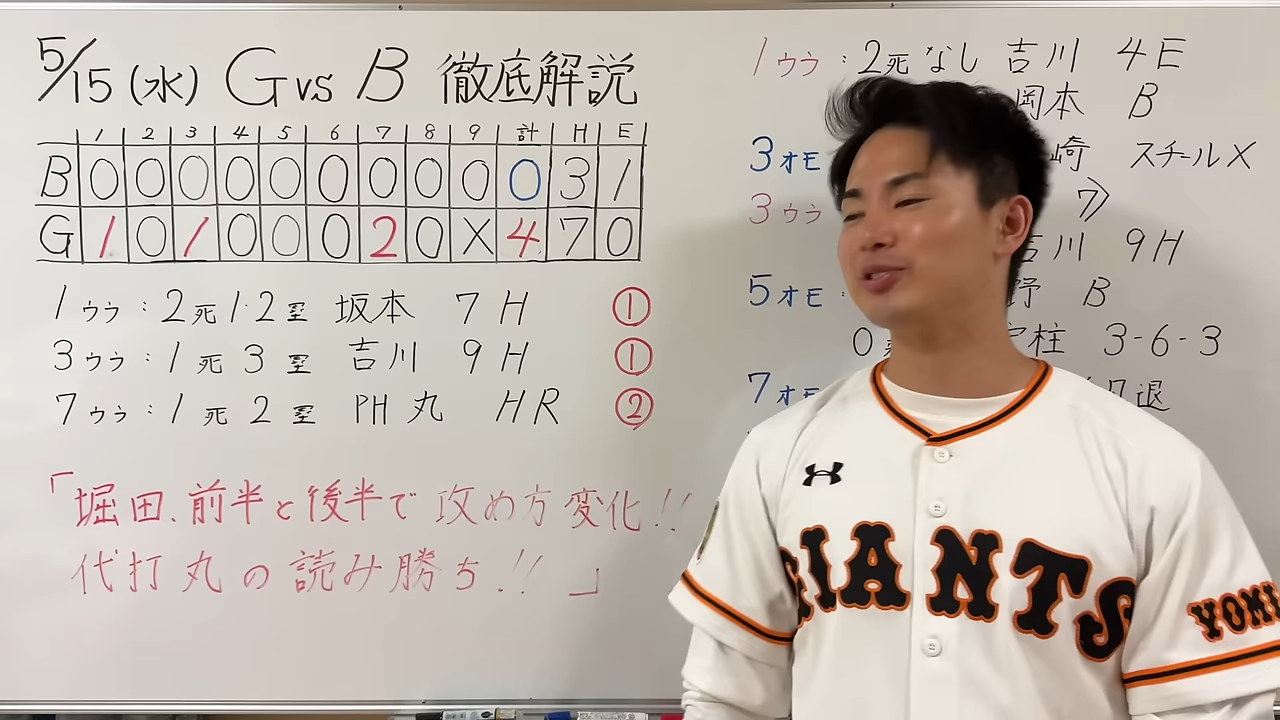 5/15(水) G vs B 徹底解説
1 2 3 4 5 6 7 8 9 計 H E
B 0 0 0 0 0 0 0 0 0 0 3 1
G 1 0 1 0 0 0 2 0 X 4 7 0
1ウラ:2死1・2塁 坂本 7H ①
3ウラ:1死3塁 吉川 9H ①
7ウラ:1死2塁 PH丸 HR ②
「堀田、前半と後半で攻め方変化!!
代打丸の読み勝ち!!」
1ウラ:2死なし 吉川 4E
岡本 B
3オモ 崎 スチールX
3ウラ 7》
吉川 9H
5オモ: 野 B
0 柱 3-6-3
7オモ 退
GIANTS
YOMI